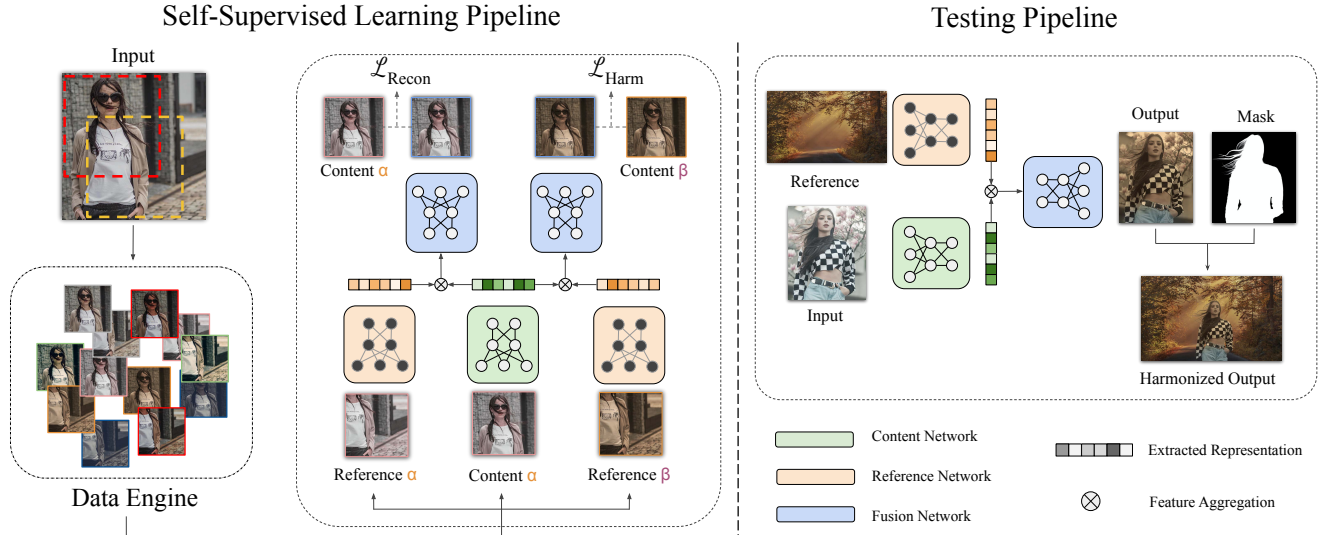 Self-Supervised Learning Pipeline
Testing Pipeline
Input
ℒRecon
ℒHarm
Content α
Content β
Reference α
Content α
Reference β
Data Engine
Reference
Input
Output
Mask
Harmonized Output
Content Network
Reference Network
Fusion Network
Extracted Representation
Feature Aggregation